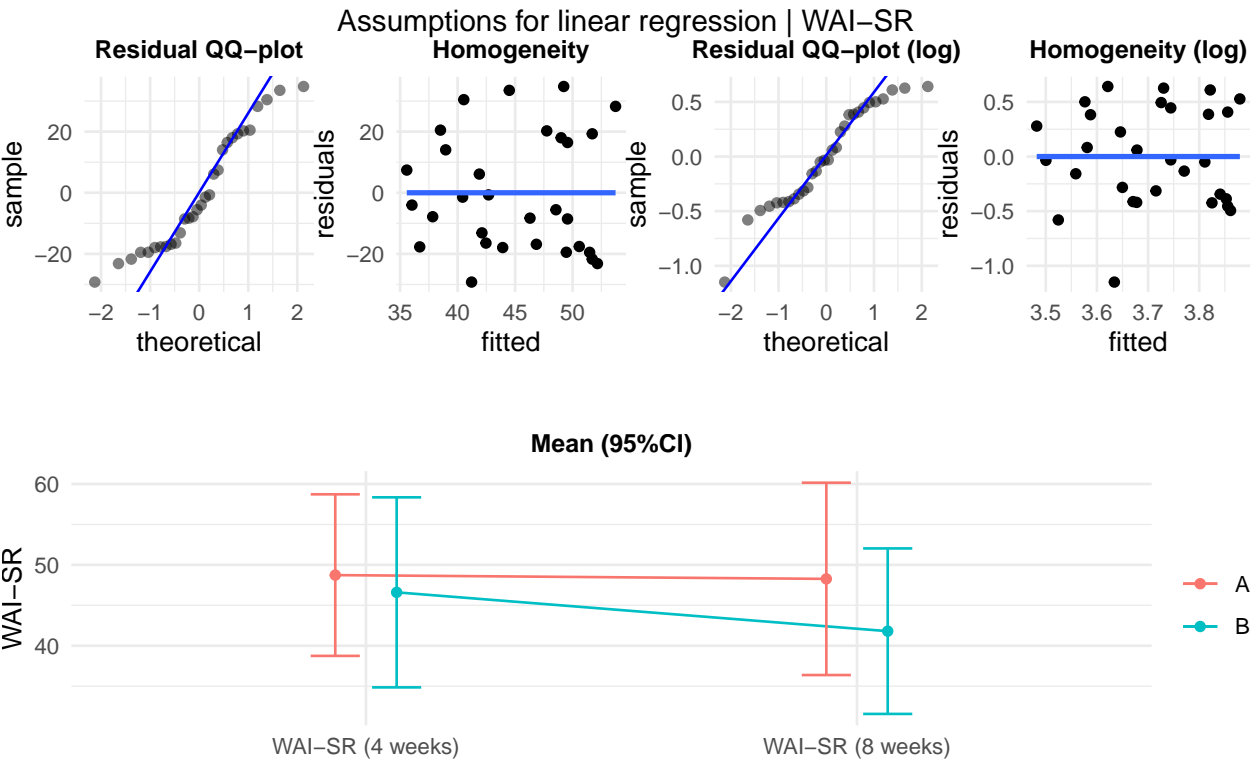 Assumptions for linear regression | WAI−SR
Residual QQ−plot
sample
20
0
−20
−2 −1 0 1 2
theoretical
Homogeneity
residuals
20
0
−20
35 40 45 50
fitted
Residual QQ−plot (log)
sample
0.5
0.0
−0.5
−1.0
−2 −1 0 1 2
theoretical
Homogeneity (log)
residuals
0.5
0.0
−0.5
−1.0
3.5 3.6 3.7 3.8
fitted
Mean (95%CI)
WAI−SR
60
50
40
WAI−SR (4 weeks) WAI−SR (8 weeks)
A
B